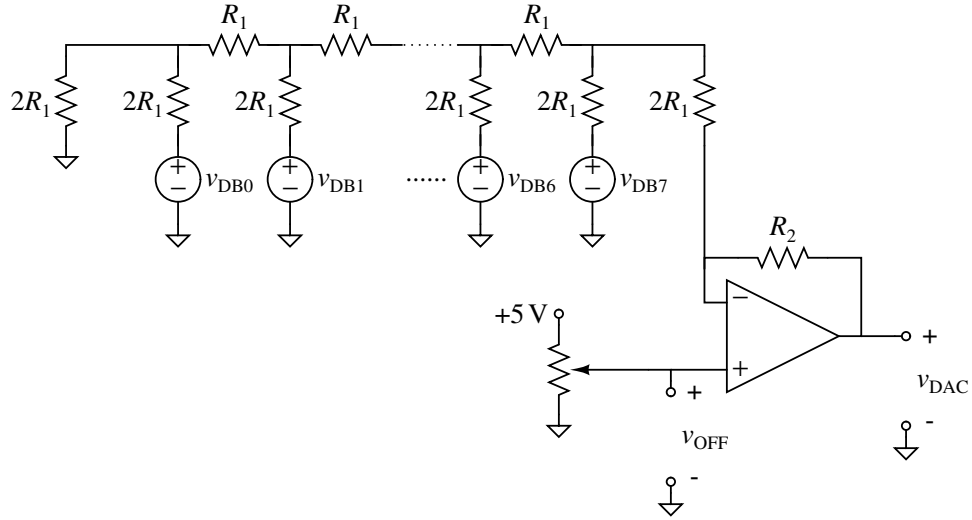 R1 R1 R1
2R1 2R1 2R1 2R1 2R1 2R1
+ + + +
− − − −
vDB0 vDB1 ...... vDB6 vDB7
R2
+5 V
−
+
+
vDAC
-
+
vOFF
-